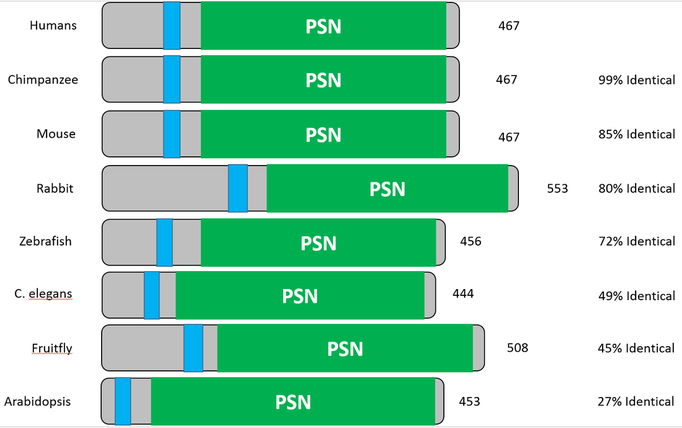 Humans PSN 467
Chimpanzee PSN 467 99% Identical
Mouse PSN 467 85% Identical
Rabbit PSN 553 80% Identical
Zebrafish PSN 456 72% Identical
C. elegans PSN 444 49% Identical
Fruitfly PSN 508 45% Identical
Arabidopsis PSN 453 27% Identical